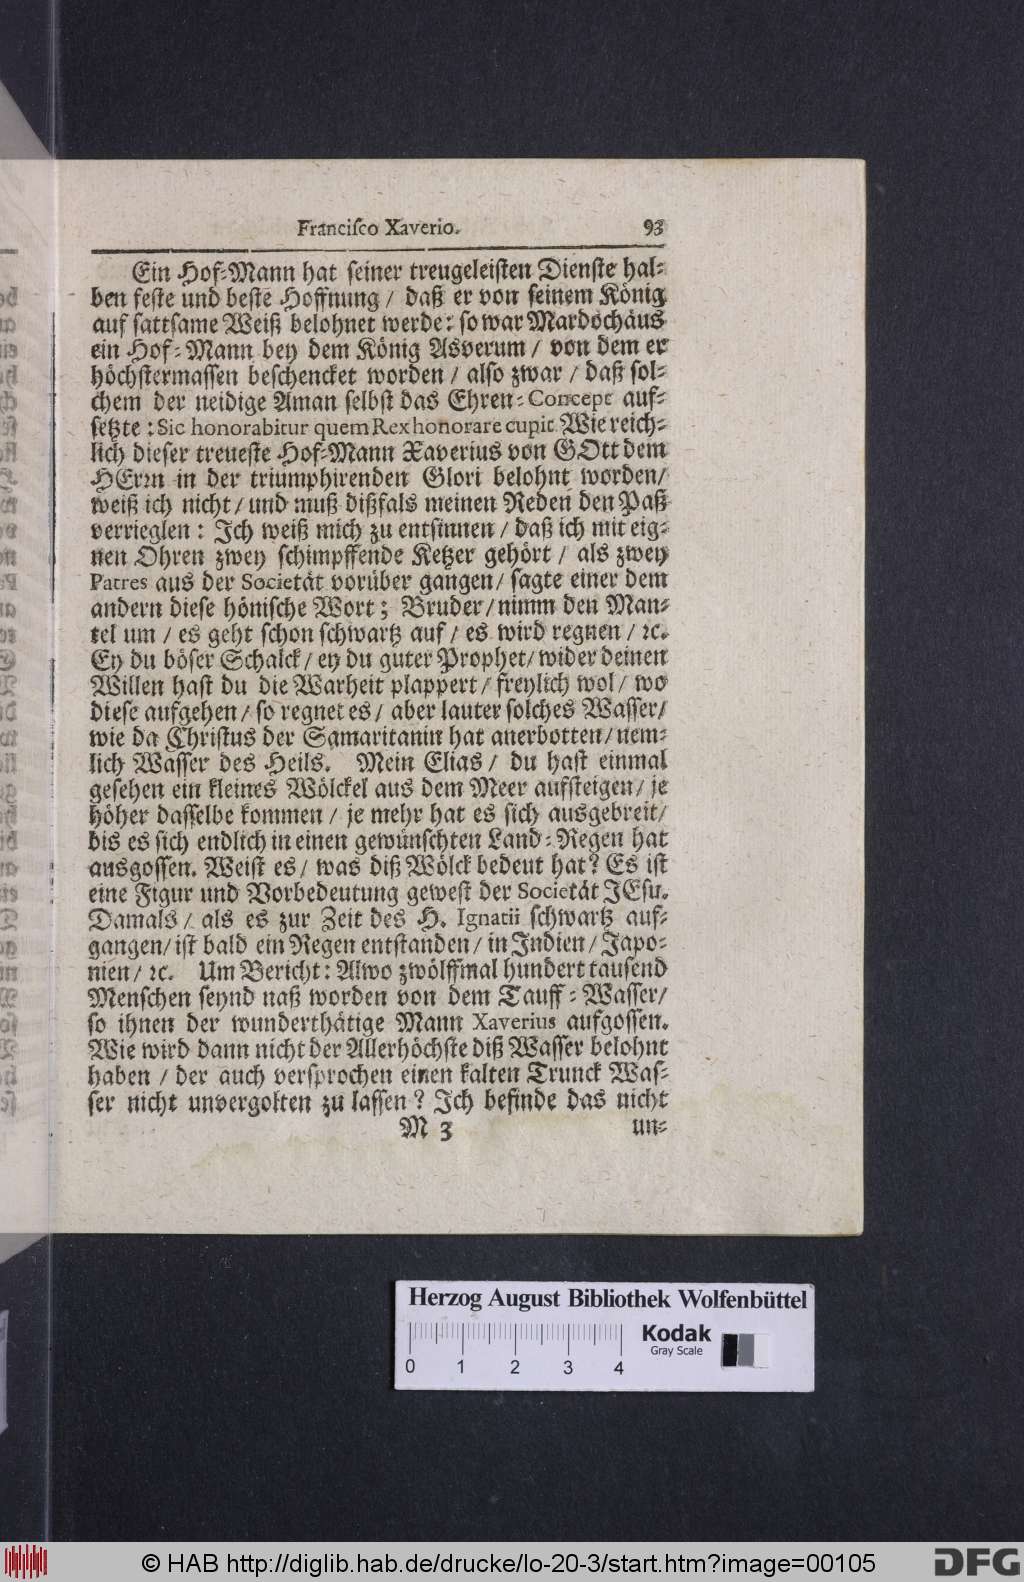 Franciſco Xaverio. 93
Ein Hof⸗Mann hat ſeiner treugeleiſten Dienſte hal⸗
ben feſte und beſte Hoffnung / daß er von ſeinem König
auf ſattſame Weiß belohnet werde: ſo war Mardochäus
ein Hof⸗Mann bey dem König Asverum / von dem er
höchſtermaſſen beſchencket worden / alſo zwar / daß ſol⸗
chem der neidige Aman ſelbſt das Ehren⸗Concept auf⸗
ſetzte: Sic honorabitur quem Rex honorare cupit. Wie reich⸗
lich dieſer treueſte Hof⸗Mann Xaverius von GOtt dem
HErrn in der triumphirenden Glori belohnt worden/
weiß ich nicht / und muß dißfals meinen Reden den Paß
verrieglen: Ich weiß mich zu entſinnen / daß ich mit eig⸗
nen Ohren zwey ſchimpffende Ketzer gehört / als zwey
Patres aus der Societät vorüber gangen / ſagte einer dem
andern dieſe höniſche Wort; Bruder / nimm den Man⸗
tel um / es geht ſchon ſchwartz auf / es wird regnen / ꝛc.
Ey du böſer Schalck / ey du guter Prophet/ wider deinen
Willen haſt du die Warheit plappert / freylich wol / wo
dieſe aufgehen / ſo regnet es / aber lauter ſolches Waſſer/
wie da Chriſtus der Samaritanin hat anerbotten / nem⸗
lich Waſſer des Heils. Mein Elias / du haſt einmal
geſehen ein kleines Wölckel aus dem Meer aufſteigen / je
höher daſſelbe kommen / je mehr hat es ſich ausgebreit/
bis es ſich endlich in einen gewünſchten Land⸗Regen hat
ausgoſſen. Weiſt es / was diß Wölck bedeut hat? Es iſt
eine Figur und Vorbedeutung geweſt der Societät JEſu.
Damals / als es zur Zeit des H. Ignatii ſchwartz auf⸗
gangen/ iſt bald ein Regen entſtanden / in Indien / Japo⸗
nien / ꝛc. Um Bericht: Alwo zwölffmal hundert tauſend
Menſchen ſeynd naß worden von dem Tauff⸗Waſſer/
ſo ihnen der wunderthätige Mann Xaverius aufgoſſen.
Wie wird dann nicht der Allerhöchſte diß Waſſer belohnt
haben / der auch verſprochen einen kalten Trunck Waſ⸗
ſer nicht unvergolten zu laſſen? Ich befinde das nicht
M 3 un⸗
Herzog August Bibliothek Wolfenbüttel
Kodak
Gray Scale
0 1 2 3 4
© HAB http://diglib.hab.de/drucke/lo-20-3/start.htm?image=00105
DFG